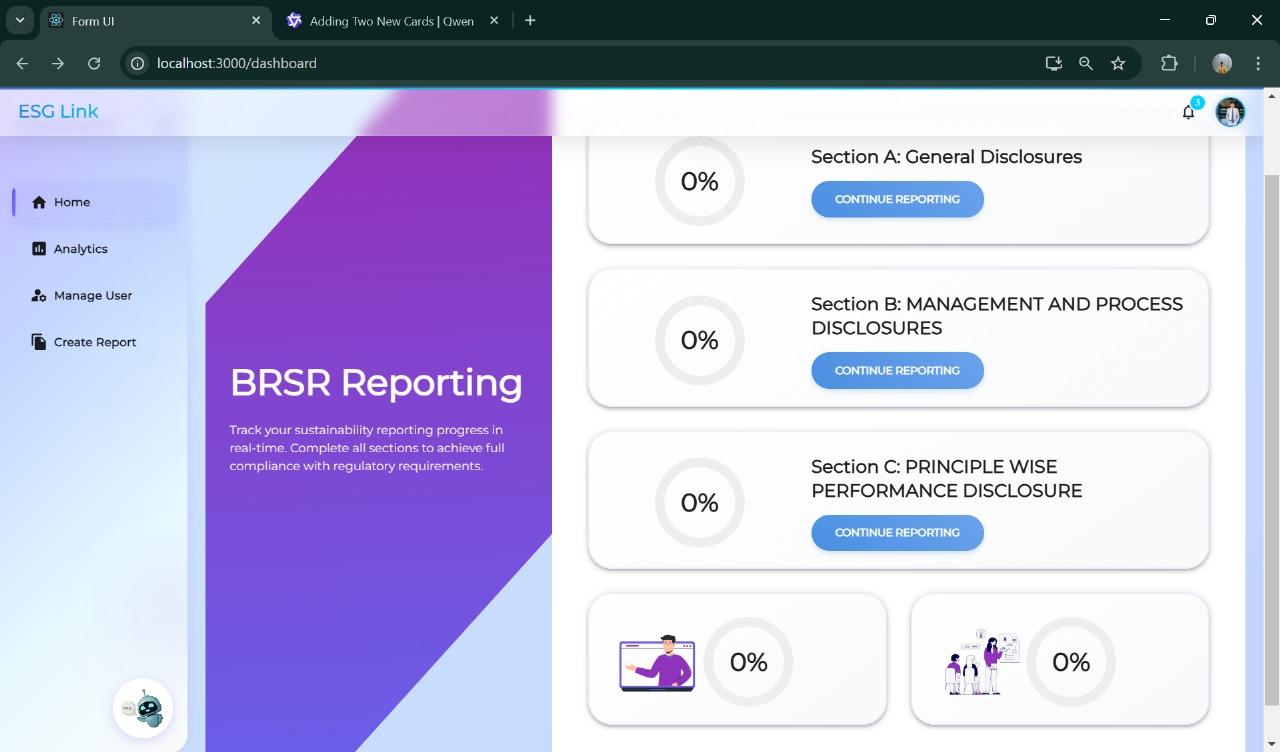 Form UI
Adding Two New Cards | Qwen
localhost:3000/dashboard
ESG Link
3
Home
Analytics
Manage User
Create Report
BRSR Reporting
Track your sustainability reporting progress in
real-time. Complete all sections to achieve full
compliance with regulatory requirements.
0%
Section A: General Disclosures
CONTINUE REPORTING
0%
Section B: MANAGEMENT AND PROCESS
DISCLOSURES
CONTINUE REPORTING
0%
Section C: PRINCIPLE WISE
PERFORMANCE DISCLOSURE
CONTINUE REPORTING
0%
0%